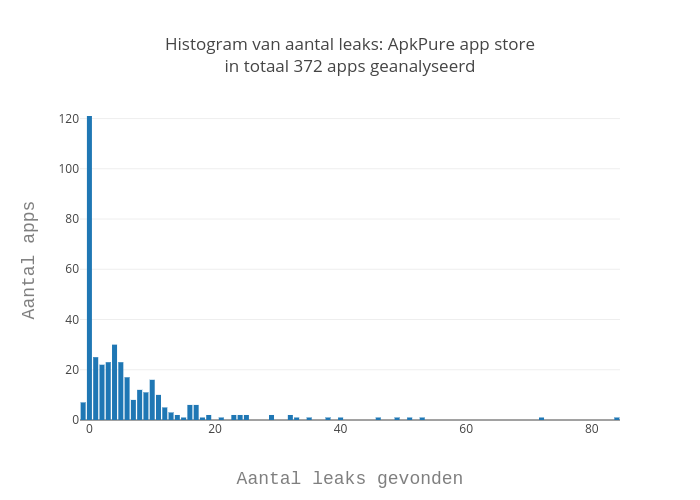 Histogram van aantal leaks: ApkPure app store
in totaal 372 apps geanalyseerd
120
100
80
60
40
20
0
Aantal apps
0 20 40 60 80
Aantal leaks gevonden